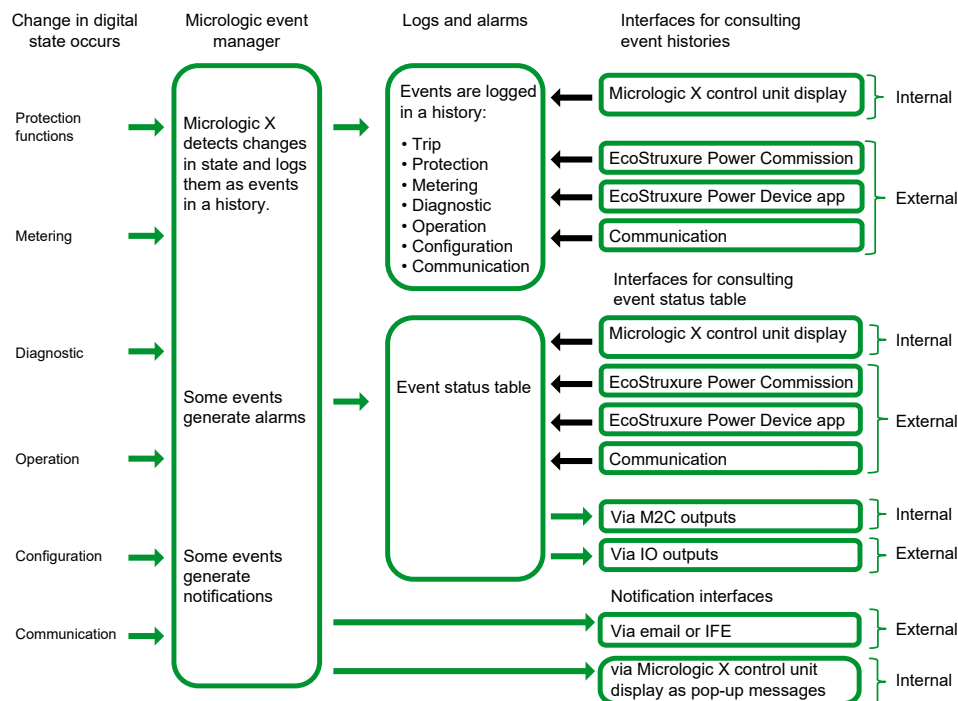 Change in digital
state occurs
Micrologic event
manager
Logs and alarms
Interfaces for consulting
event histories
Protection
functions
Metering
Diagnostic
Operation
Configuration
Communication
Micrologic X
detects changes
in state and logs
them as events
in a history.
Some events
generate alarms
Some events
generate
notifications
Events are logged
in a history:
• Trip
• Protection
• Metering
• Diagnostic
• Operation
• Configuration
• Communication
Event status table
Micrologic X control unit display
Internal
EcoStruxure Power Commission
EcoStruxure Power Device app
External
Communication
Interfaces for consulting
event status table
Micrologic X control unit display
Internal
EcoStruxure Power Commission
EcoStruxure Power Device app
External
Communication
Via M2C outputs
Internal
Via IO outputs
External
Notification interfaces
Via email or IFE
External
via Micrologic X control unit
display as pop-up messages
Internal